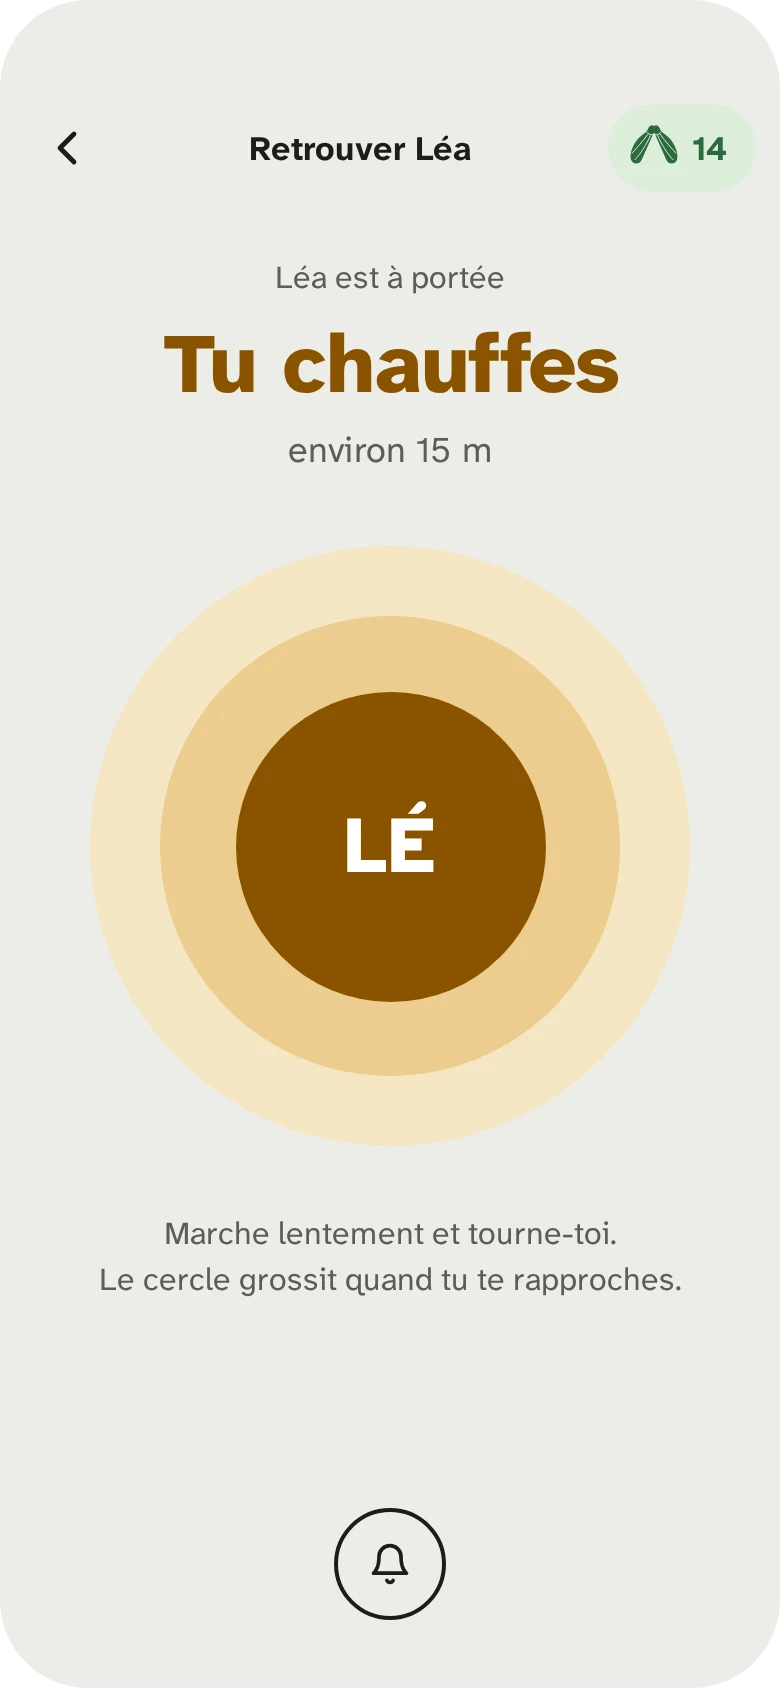 Retrouver Léa
14
Léa est à portée
Tu chauffes
environ 15 m
LÉ
Marche lentement et tourne-toi.
Le cercle grossit quand tu te rapproches.